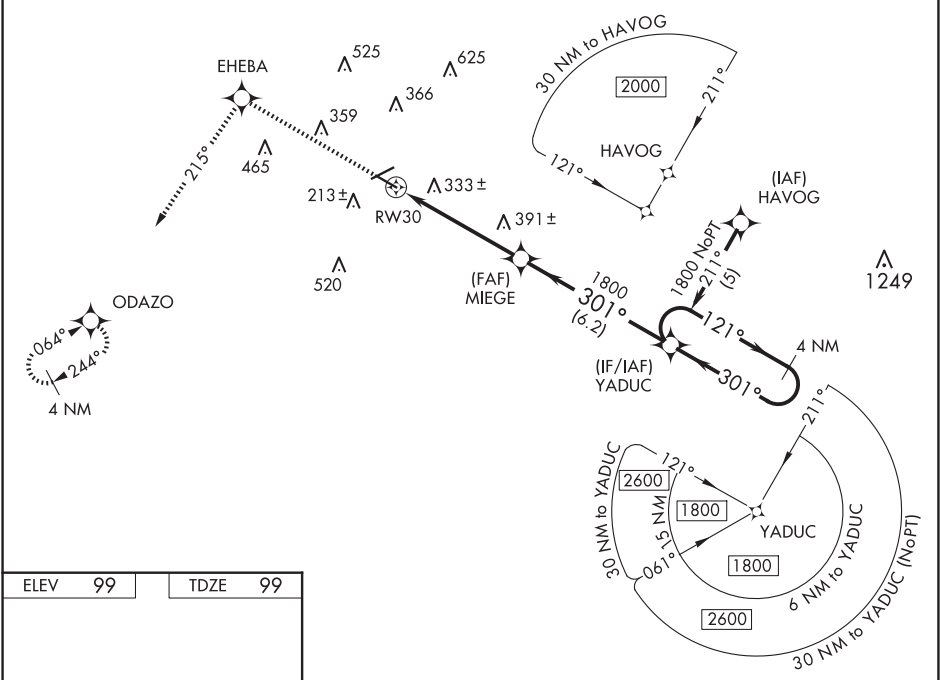 30 NM to HAVOG
2000
211°
121°
HAVOG
EHEBA
525
625
366
359
465
215°
213±
333±
RW30
391±
520
(FAF)
MIEGE
(IAF)
HAVOG
1800 NoPT
211°
(5)
1249
1800
301°
(6.2)
121°
4 NM
(IF/IAF)
YADUC
301°
ODAZO
064°
244°
4 NM
211°
30 NM to YADUC
121°
2600
15 NM
1800
061°
YADUC
1800
6 NM to YADUC
2600
30 NM to YADUC (NoPT)
ELEV 99
TDZE 99